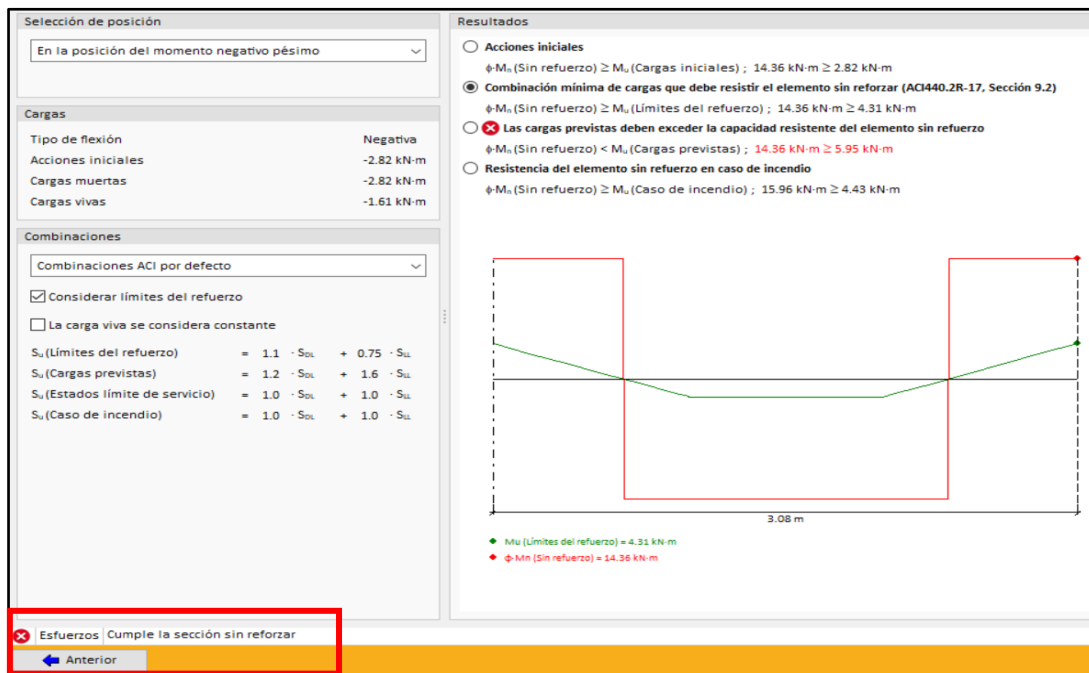 Selección de posición
En la posición del momento negativo pésimo
Cargas
Tipo de flexión Negativa
Acciones iniciales -2.82 kN·m
Cargas muertas -2.82 kN·m
Cargas vivas -1.61 kN·m
Combinaciones
Combinaciones ACI por defecto
Considerar límites del refuerzo
La carga viva se considera constante
Su (Límites del refuerzo) = 1.1 · SDL + 0.75 · SLL
Su (Cargas previstas) = 1.2 · SDL + 1.6 · SLL
Su (Estados límite de servicio) = 1.0 · SDL + 1.0 · SLL
Su (Caso de incendio) = 1.0 · SDL + 1.0 · SLL
Resultados
Acciones iniciales
ϕ·Mn (Sin refuerzo) ≥ Mu (Cargas iniciales) ; 14.36 kN·m ≥ 2.82 kN·m
Combinación mínima de cargas que debe resistir el elemento sin reforzar (ACI440.2R-17, Sección 9.2)
ϕ·Mn (Sin refuerzo) ≥ Mu (Límites del refuerzo) ; 14.36 kN·m ≥ 4.31 kN·m
Las cargas previstas deben exceder la capacidad resistente del elemento sin refuerzo
ϕ·Mn (Sin refuerzo) < Mu (Cargas previstas) ; 14.36 kN·m ≥ 5.95 kN·m
Resistencia del elemento sin refuerzo en caso de incendio
ϕ·Mn (Sin refuerzo) ≥ Mu (Caso de incendio) ; 15.96 kN·m ≥ 4.43 kN·m
3.08 m
Mu (Límites del refuerzo) = 4.31 kN·m
ϕ·Mn (Sin refuerzo) = 14.36 kN·m
Esfuerzos Cumple la sección sin reforzar
Anterior